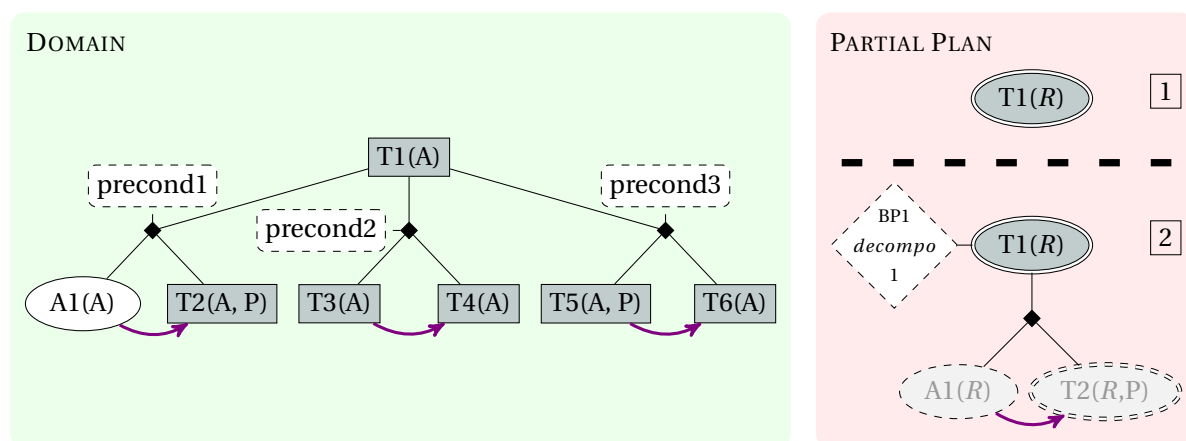 DOMAIN
T1(A)
precond1
precond2
precond3
A1(A)
T2(A, P)
T3(A)
T4(A)
T5(A, P)
T6(A)
PARTIAL PLAN
T1(R)
1
BP1
decompo
1
T1(R)
2
A1(R)
T2(R,P)